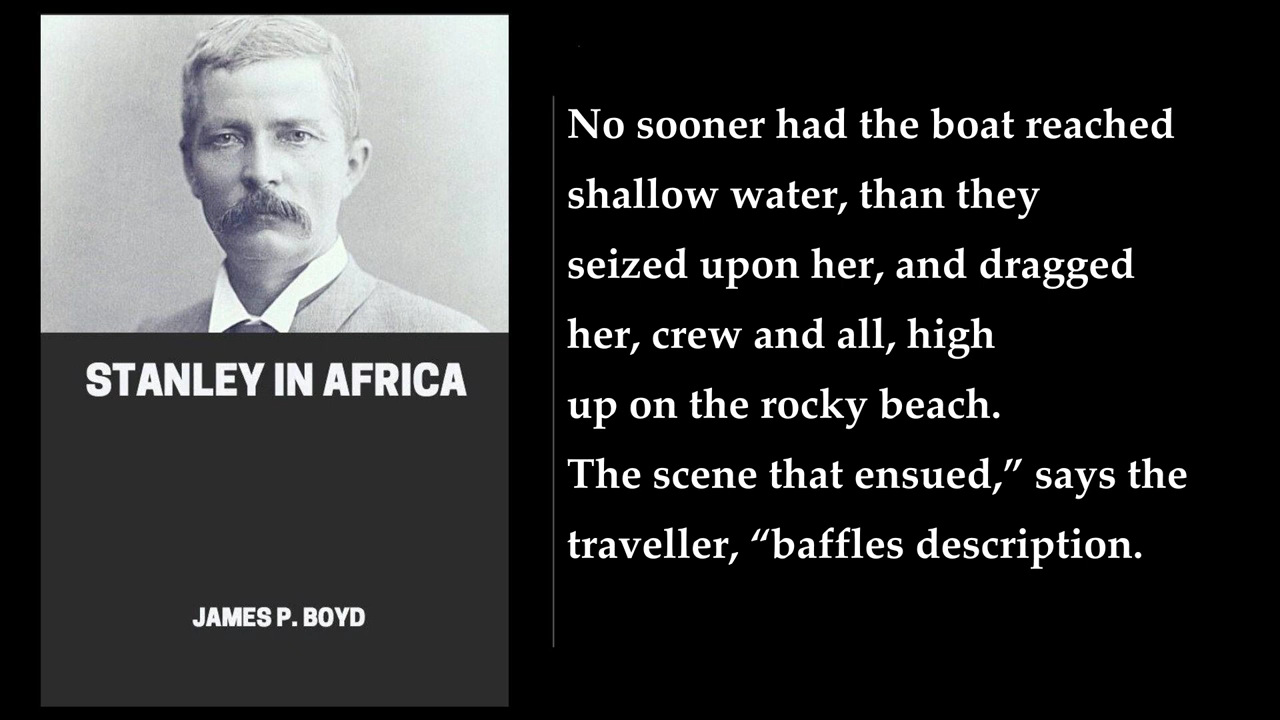 STANLEY IN AFRICA
JAMES P. BOYD
No sooner had the boat reached
shallow water, than they
seized upon her, and dragged
her, crew and all, high
up on the rocky beach.
The scene that ensued,” says the
traveller, “baffles description.